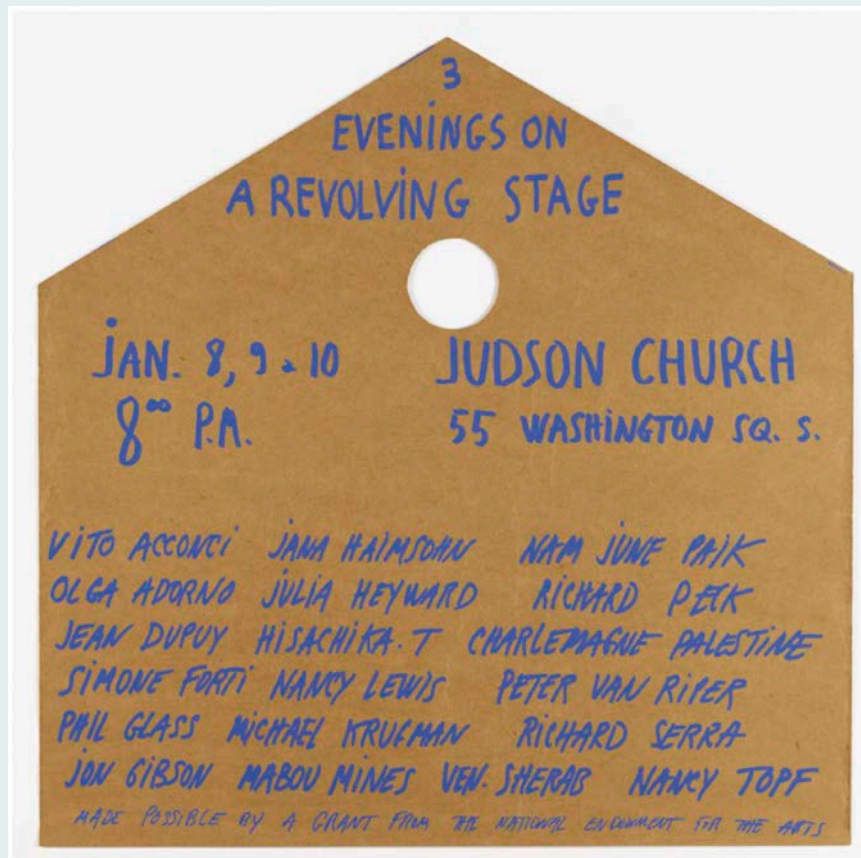 3
EVENiNGS ON
A REVOLViNG STAGE
jAN. 8, 9 & 10 JUDSON CHURCH
8⁰⁰ P.M. 55 WASHiNGTON SQ. S.
ViTO ACCONCi jANA HAiMSOHN NAM jUNE PAiK
OLGA ADORNO jULiA HEYWARD RiCHARD PECK
JEAN DUPUY HiSACHiKA. T CHARLEMAGNE PALESTiNE
SiMONE FORTi NANCY LEWiS PETER VAN RiPER
PHiL GLASS MiCHAEL KRUGMAN RiCHARD SERRA
jON GiBSON MABOU MiNES VEN. SHERAB NANCY TOPF
MADE POSSiBLE BY A GRANT FROM THE NATiONAL ENDOWMENT FOR THE ARTS